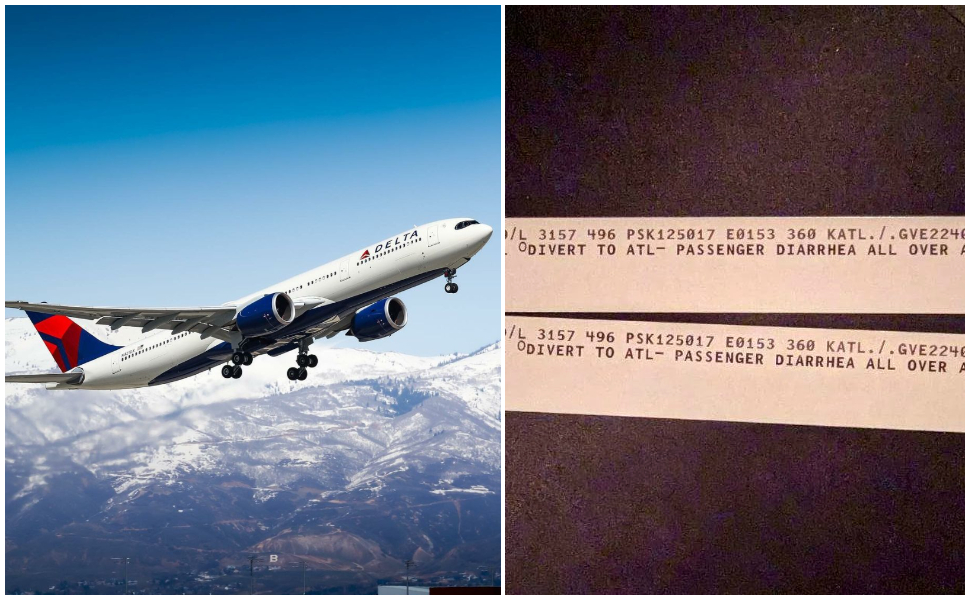 DELTA
/L 3157 496 PSK125017 E0153 360 KATL./.GVE2240
DIVERT TO ATL- PASSENGER DIARRHEA ALL OVER A
/L 3157 496 PSK125017 E0153 360 KATL./.GVE2240
DIVERT TO ATL- PASSENGER DIARRHEA ALL OVER A
B